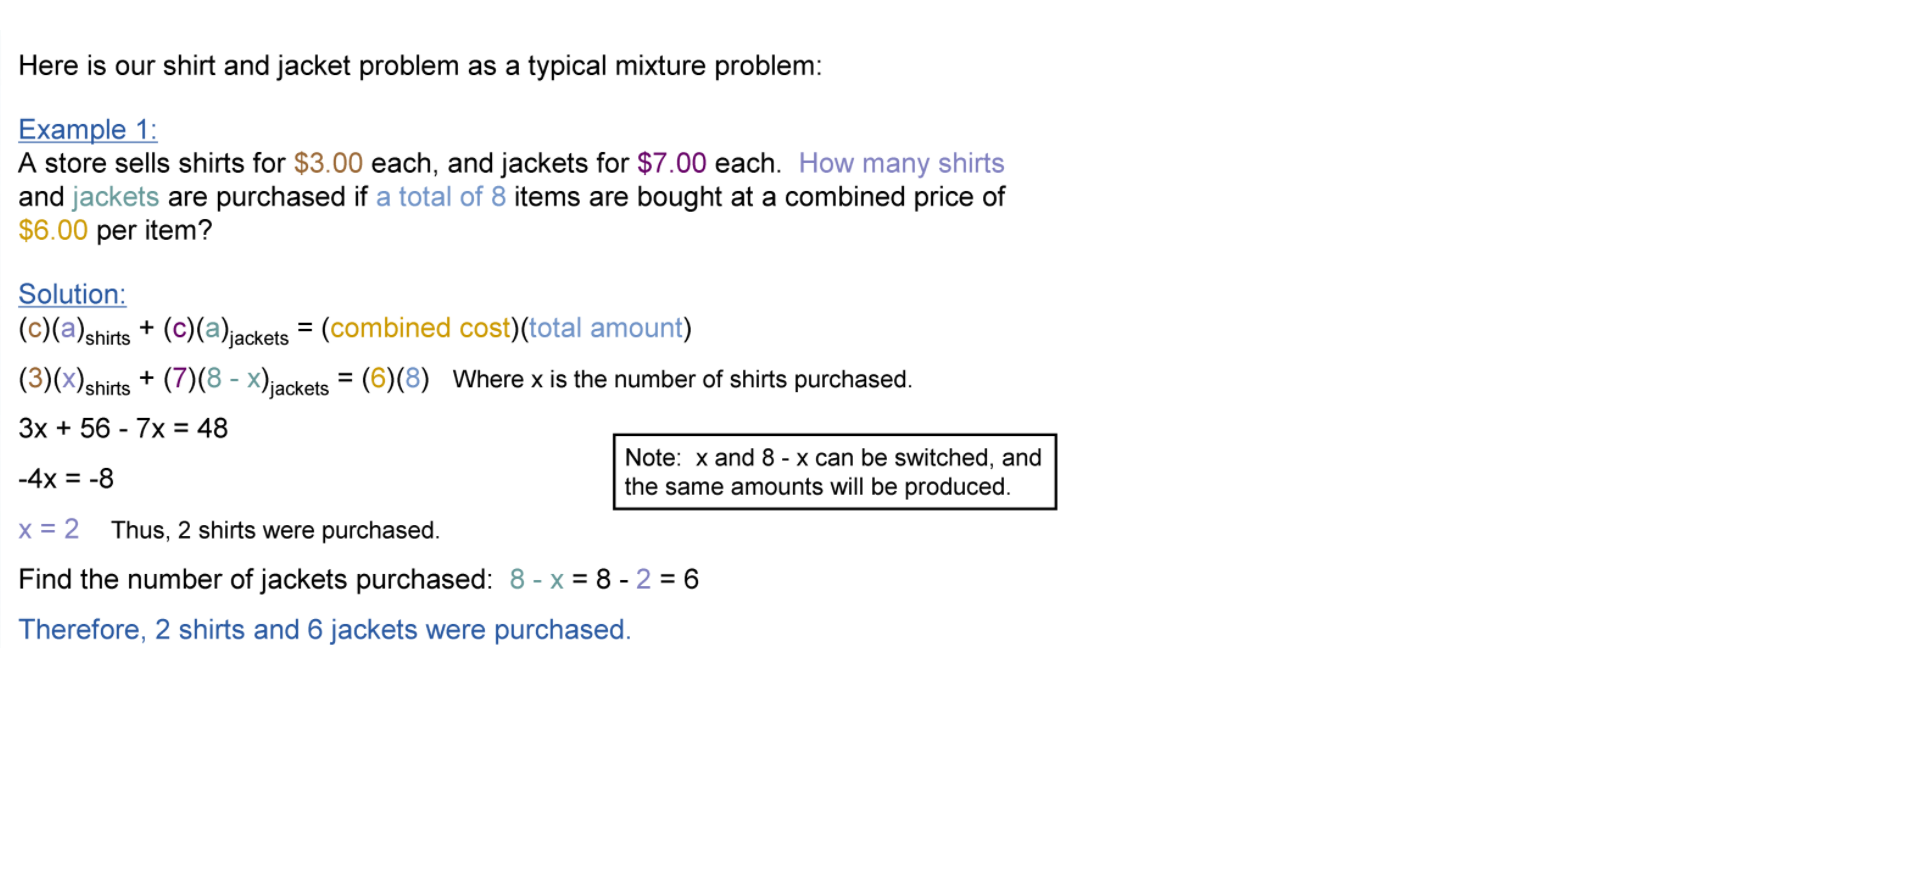 Here is our shirt and jacket problem as a typical mixture problem:
Example 1:
A store sells shirts for $3.00 each, and jackets for $7.00 each.  How many shirts
and jackets are purchased if a total of 8 items are bought at a combined price of
$6.00 per item?
Solution:
(c)(a)shirts + (c)(a)jackets = (combined cost)(total amount)
(3)(x)shirts + (7)(8 - x)jackets = (6)(8)   Where x is the number of shirts purchased.
3x + 56 - 7x = 48
-4x = -8
Note:  x and 8 - x can be switched, and
the same amounts will be produced.
x = 2    Thus, 2 shirts were purchased.
Find the number of jackets purchased:  8 - x = 8 - 2 = 6
Therefore, 2 shirts and 6 jackets were purchased.